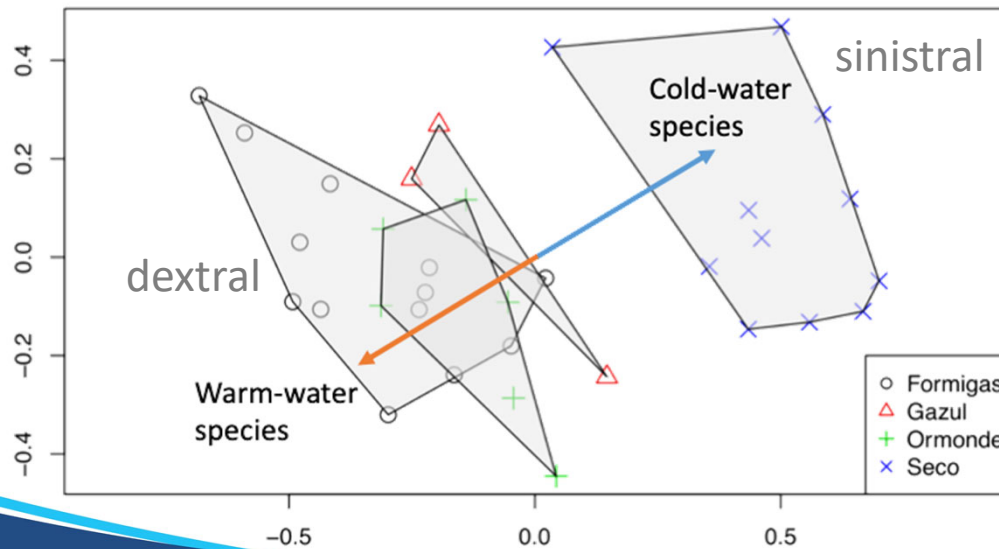 0.4
0.2
0.0
−0.2
−0.4
sinistral
Cold-water
species
dextral
Warm-water
species
Formigas
Gazul
Ormonde
Seco
−0.5
0.0
0.5